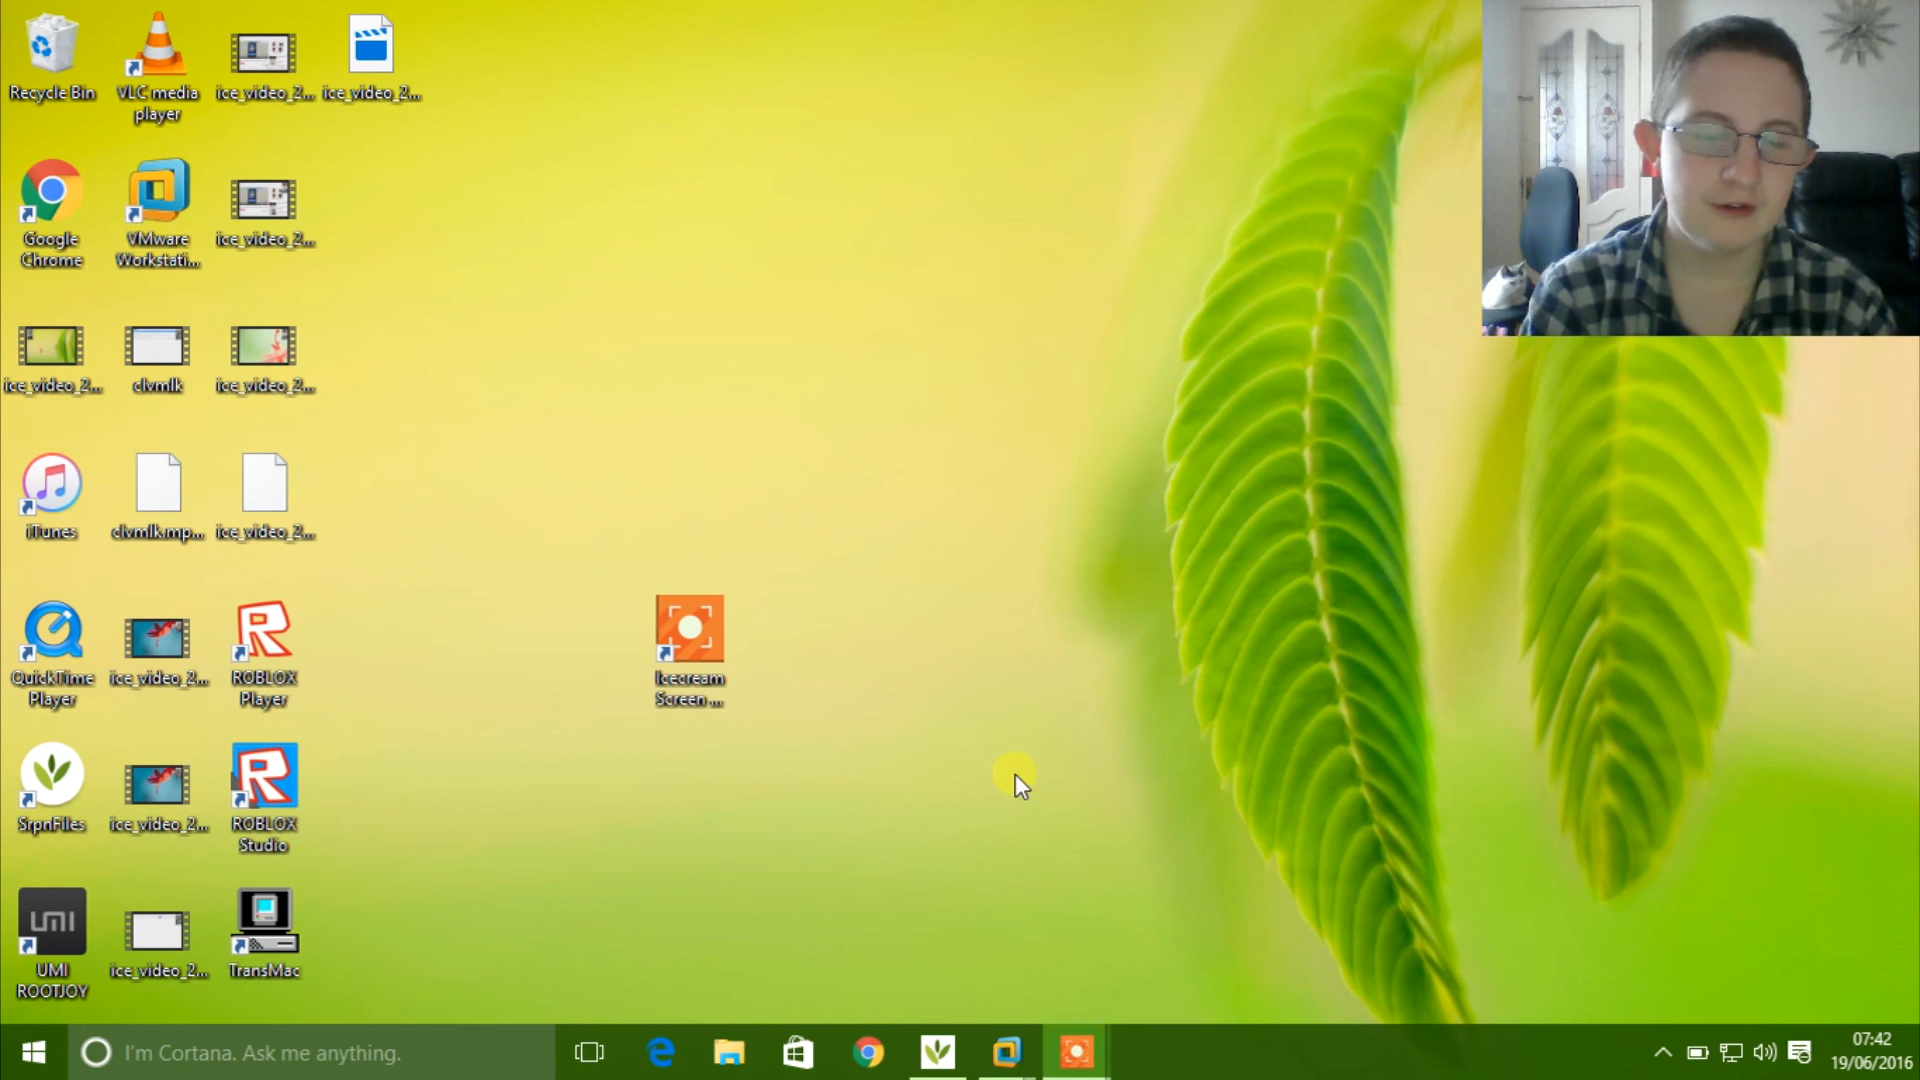 Recycle Bin
VLC media
player
ice_video_2...
ice_video_2...
Google
Chrome
VMware
Workstati...
ice_video_2...
ice_video_2...
clvmlk
ice_video_2...
iTunes
clvmlk.mp...
ice_video_2...
QuickTime
Player
ice_video_2...
ROBLOX
Player
Icecream
Screen ...
SrpnFiles
ice_video_2...
ROBLOX
Studio
umi
UMI
ROOTJOY
ice_video_2...
TransMac
I'm Cortana. Ask me anything.
07:42
19/06/2016